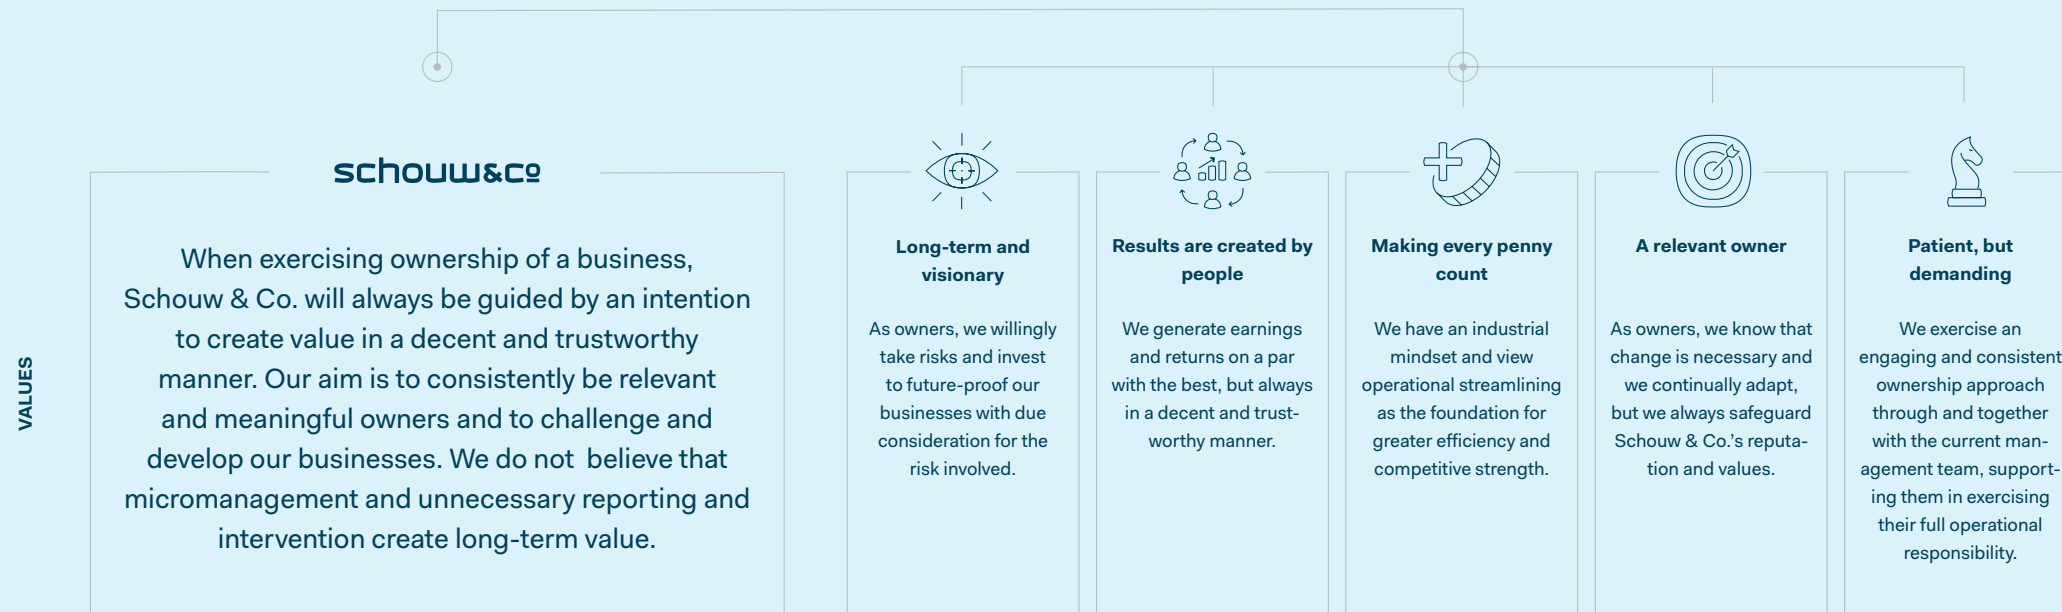 VALUES
schouw&co
When exercising ownership of a business,
Schouw & Co. will always be guided by an intention
to create value in a decent and trustworthy
manner. Our aim is to consistently be relevant
and meaningful owners and to challenge and
develop our businesses. We do not  believe that
micromanagement and unnecessary reporting and
intervention create long-term value.
Long-term and
visionary
As owners, we willingly
take risks and invest
to future-proof our
businesses with due
consideration for the
risk involved.
Results are created by
people
We generate earnings
and returns on a par
with the best, but always
in a decent and trust-
worthy manner.
Making every penny
count
We have an industrial
mindset and view
operational streamlining
as the foundation for
greater efficiency and
competitive strength.
A relevant owner
As owners, we know that
change is necessary and
we continually adapt,
but we always safeguard
Schouw & Co.'s reputa-
tion and values.
Patient, but
demanding
We exercise an
engaging and consistent
ownership approach
through and together
with the current man-
agement team, support-
ing them in exercising
their full operational
responsibility.